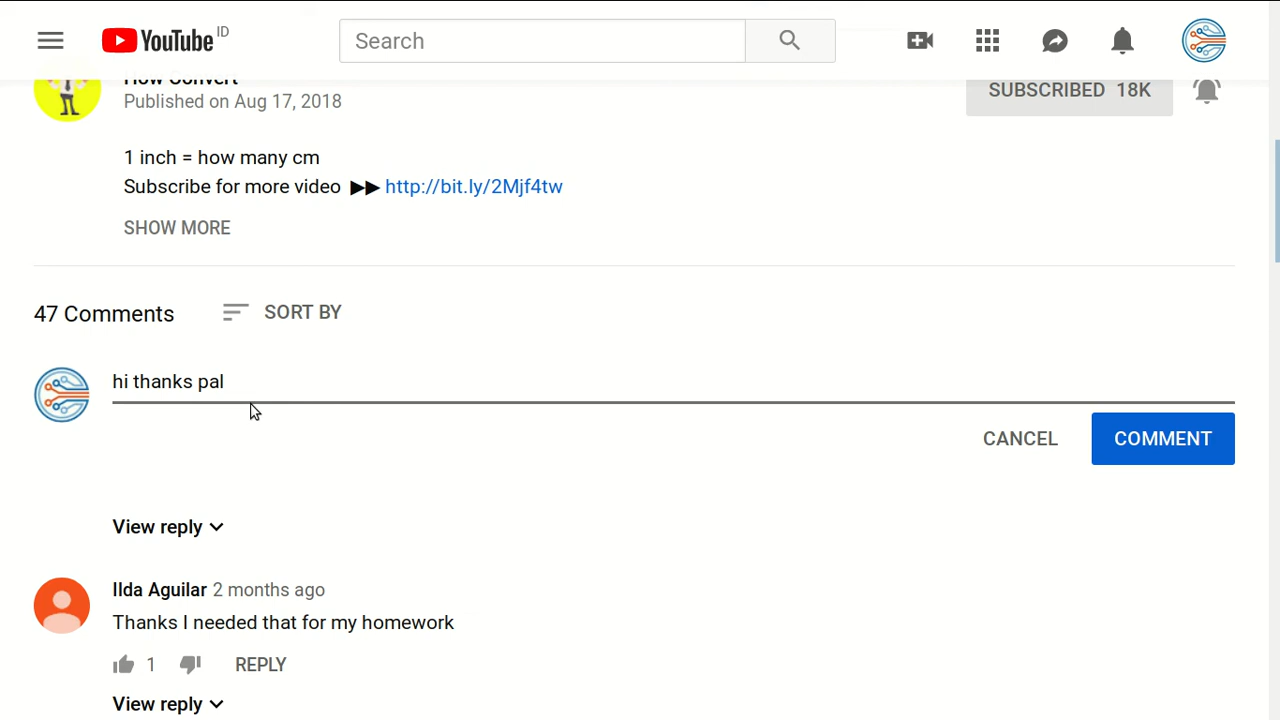 YouTube ID
Search
How Convert
Published on Aug 17, 2018
SUBSCRIBED 18K
1 inch = how many cm
Subscribe for more video ▶▶ http://bit.ly/2Mjf4tw
SHOW MORE
47 Comments
SORT BY
hi thanks pal
CANCEL
COMMENT
View reply
Ilda Aguilar 2 months ago
Thanks I needed that for my homework
1
REPLY
View reply